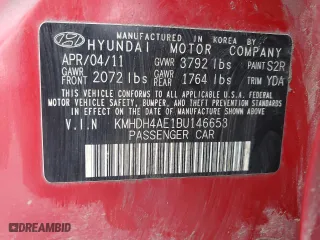 MANUFACTURED IN KOREA BY
HYUNDAI MOTOR COMPANY
APR/04/11 GVWR 3792 lbs PAINT S2R
GAWR FRONT 2072 lbs GAWR REAR 1764 lbs TRIM YDA
THIS VEHICLE CONFORMS TO ALL APPLICABLE
FEDERAL MOTOR VEHICLE SAFETY,
BUMPER, AND THEFT PREVENTION STANDARDS
IN EFFECT ON THE DATE OF MANUFACTURE
SHOWN ABOVE.
V.I.N KMHDH4AE1BU146653
PASSENGER CAR
DRIVEBIDRIVE